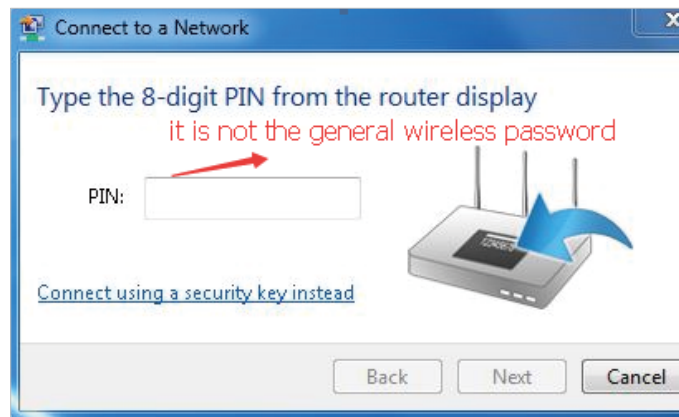 Connect to a Network
X
Type the 8-digit PIN from the router display
it is not the general wireless password
PIN:
12345670
Connect using a security key instead
Back
Next
Cancel